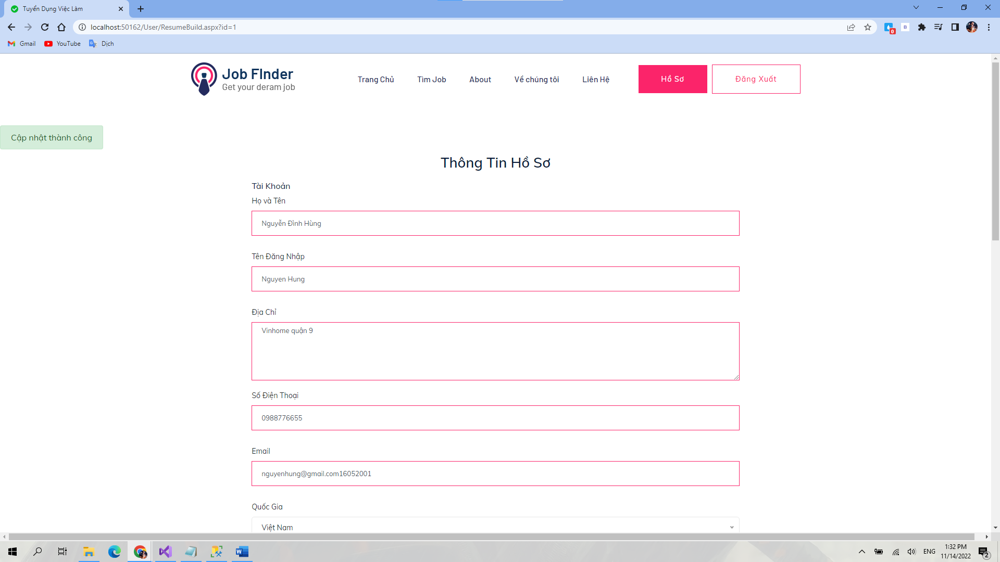 Tuyển Dụng Việc Làm
localhost:50162/User/ResumeBuild.aspx?id=1
B
0
Gmail
YouTube
Dịch
Job FInder
Get your deram job
Trang Chủ
Tìm Job
About
Về chúng tôi
Liên Hệ
Hồ Sơ
Đăng Xuất
Cập nhật thành công
Thông Tin Hồ Sơ
Tài Khoản
Họ và Tên
Nguyễn Đình Hùng
Tên Đăng Nhập
Nguyen Hung
Địa Chỉ
Vinhome quận 9
Số Điện Thoại
0988776655
Email
nguyenhung@gmail.com16052001
Quốc Gia
Việt Nam
ENG
1:32 PM
11/14/2022
2